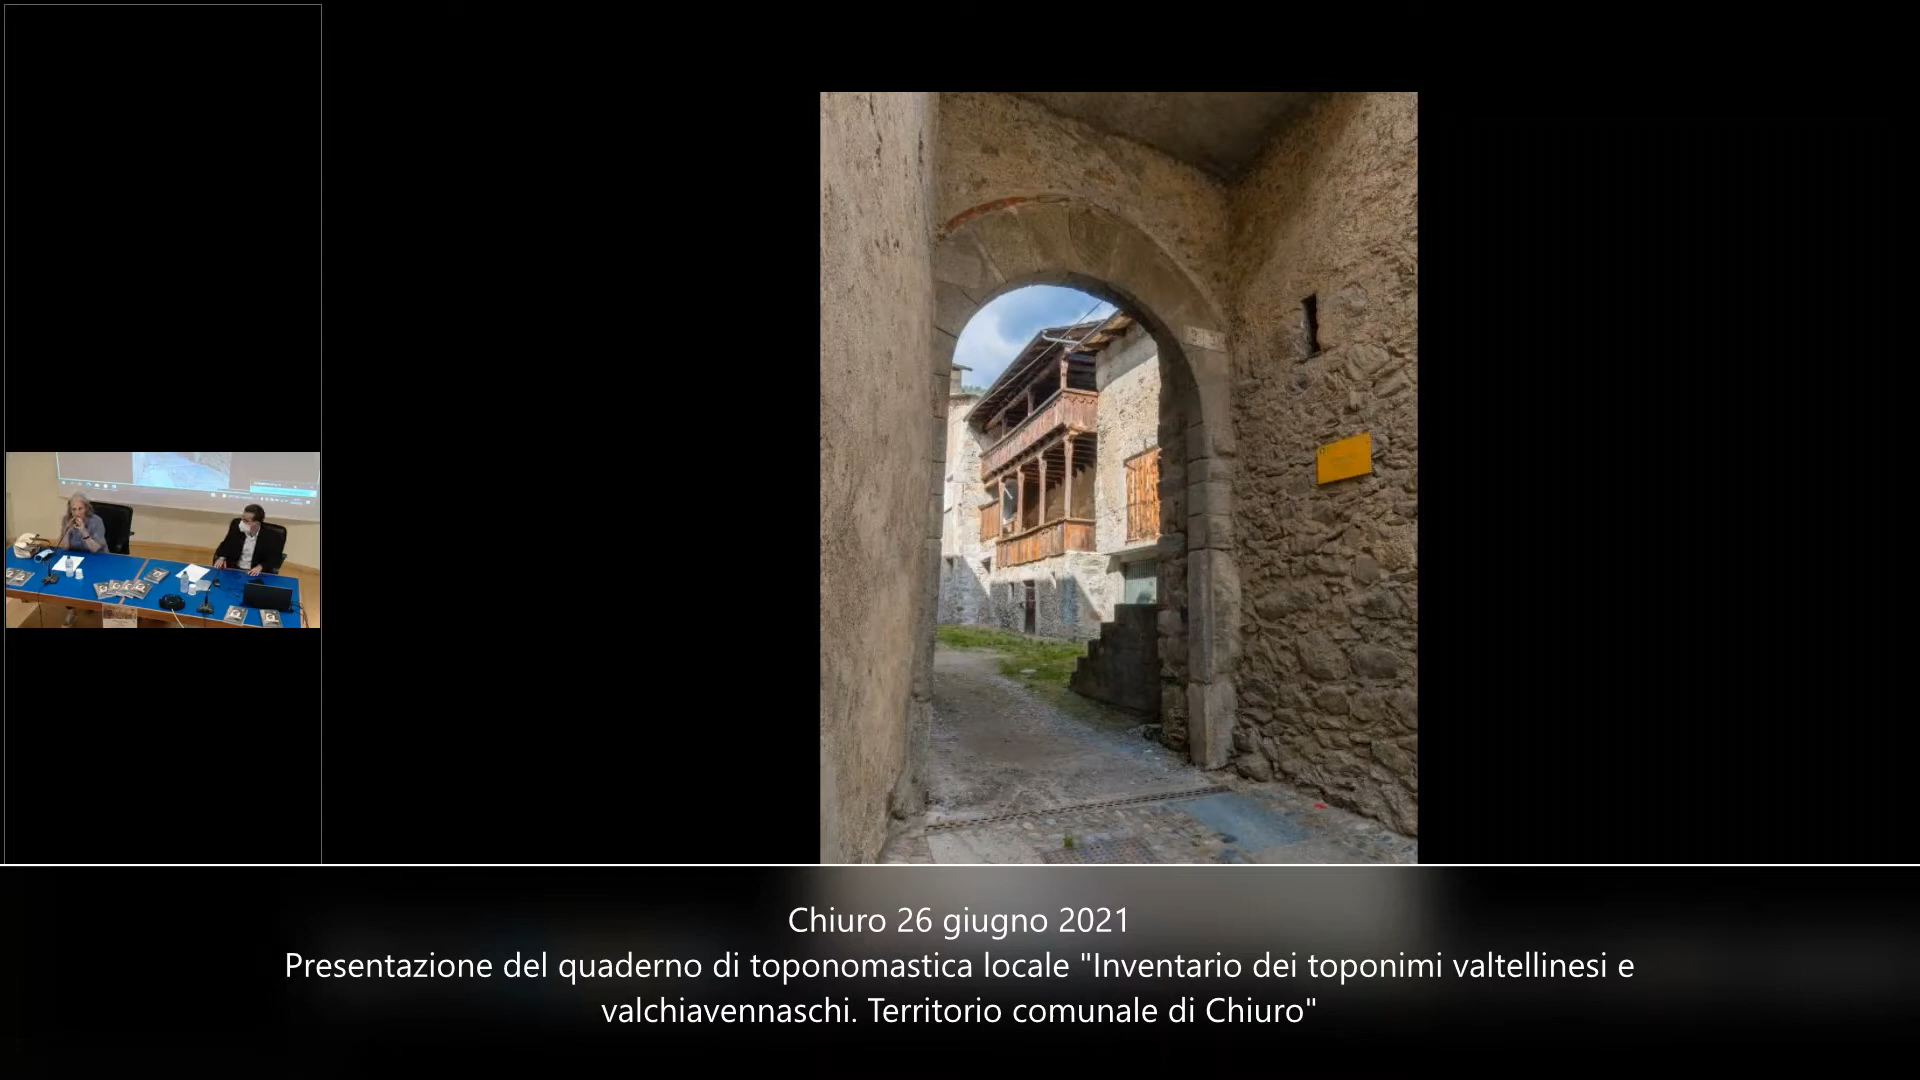 Chiuro 26 giugno 2021
Presentazione del quaderno di toponomastica locale "Inventario dei toponimi valtellinesi e
valchiavennaschi. Territorio comunale di Chiuro"